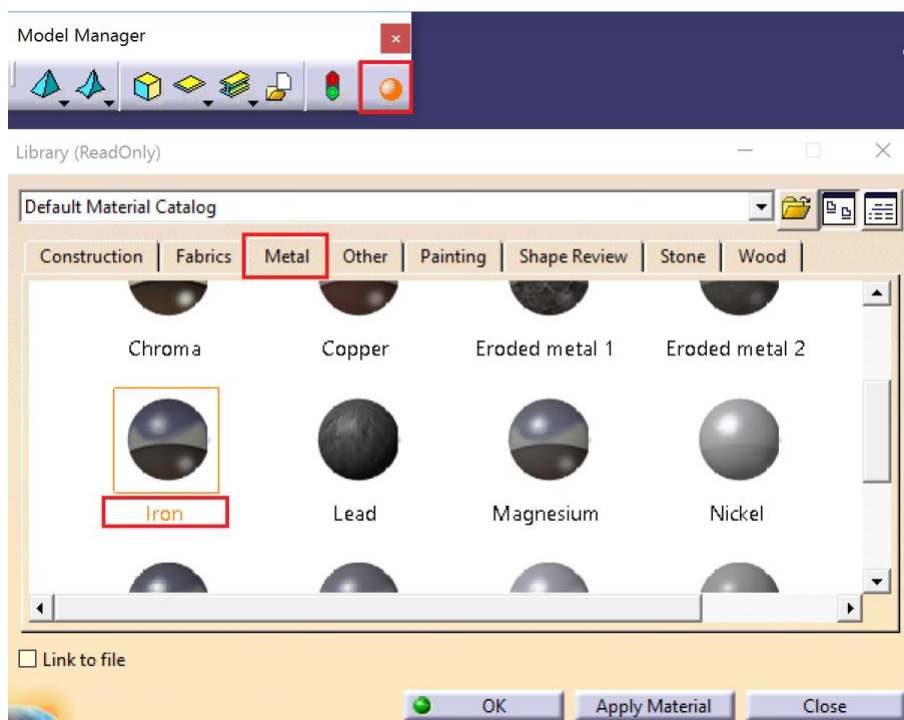 Model Manager
Library (ReadOnly)
Default Material Catalog
Construction Fabrics Metal Other Painting Shape Review Stone Wood
Chroma Copper Eroded metal 1 Eroded metal 2
Iron Lead Magnesium Nickel
Link to file
OK Apply Material Close